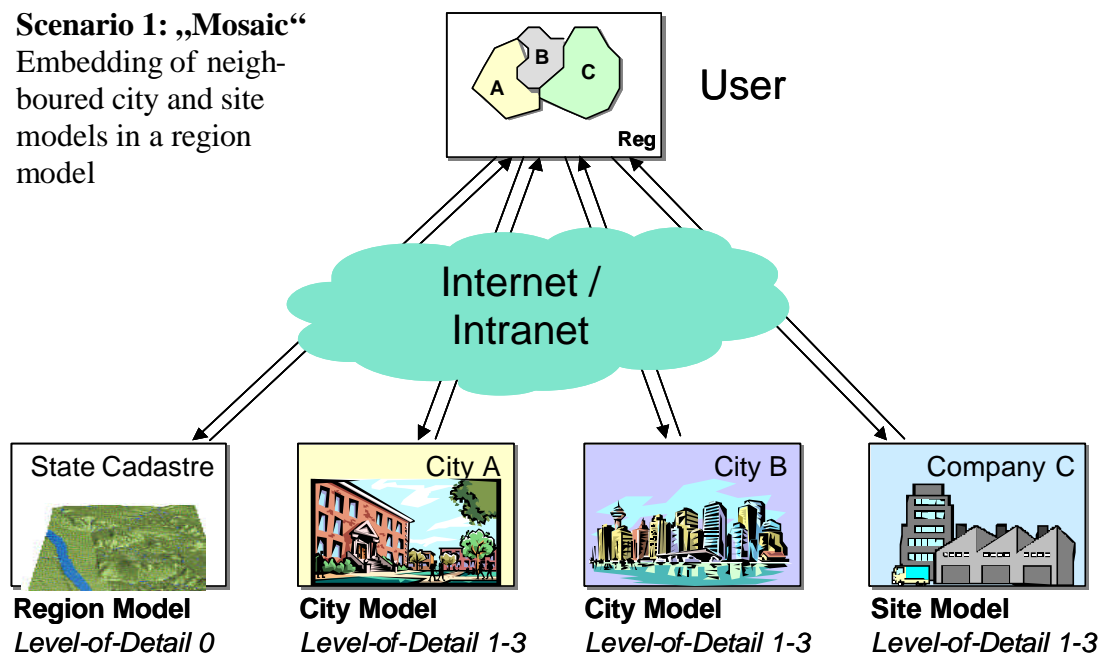 Scenario 1: „Mosaic“
Embedding of neigh-
boured city and site
models in a region
model
A
B
C
Reg
User
Internet /
Intranet
State Cadastre
City A
City B
Company C
Region Model
Level-of-Detail 0
City Model
Level-of-Detail 1-3
City Model
Level-of-Detail 1-3
Site Model
Level-of-Detail 1-3